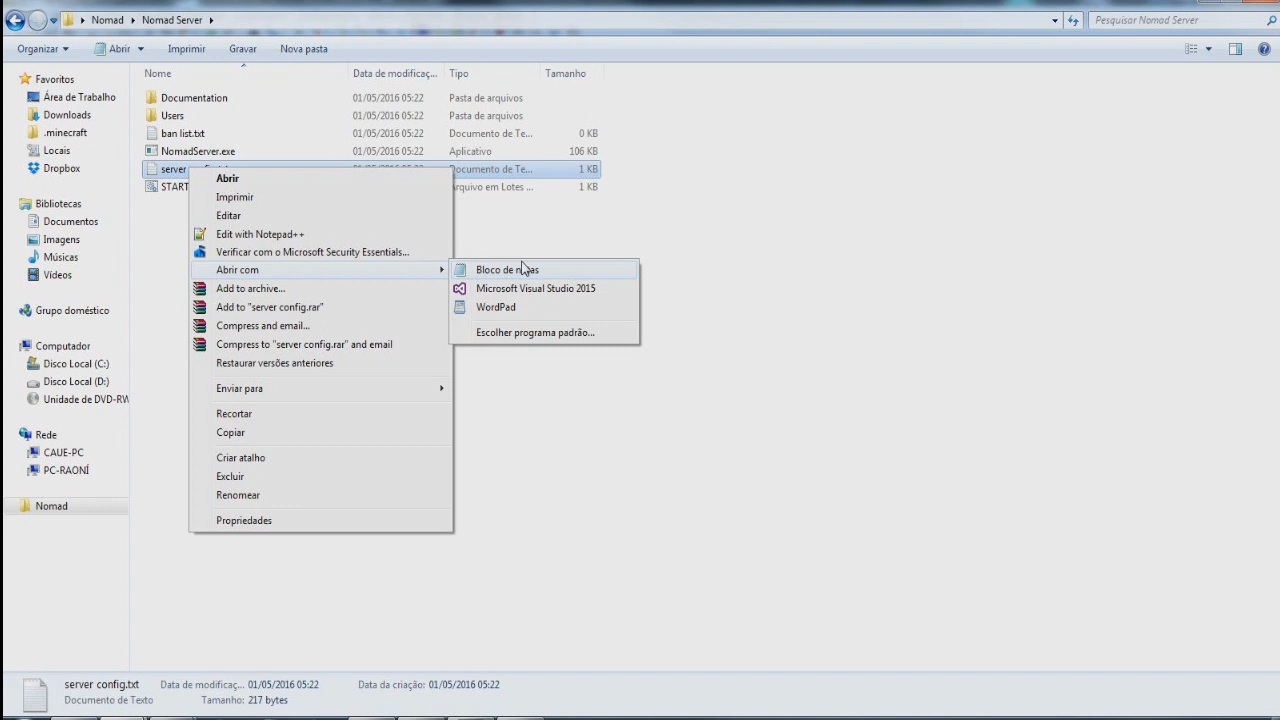 Nomad Nomad Server
Pesquisar Nomad Server
Organizar Abrir Imprimir Gravar Nova pasta
Nome Data de modificaç... Tipo Tamanho
Documentation 01/05/2016 05:22 Pasta de arquivos
Users 01/05/2016 05:22 Pasta de arquivos
ban list.txt 01/05/2016 05:22 Documento de Te... 0 KB
NomadServer.exe 01/05/2016 05:22 Aplicativo 106 KB
server Documento de Te... 1 KB
START Arquivo em Lotes ... 1 KB
Favoritos
Área de Trabalho
Downloads
.minecraft
Locais
Dropbox
Bibliotecas
Documentos
Imagens
Músicas
Vídeos
Grupo doméstico
Computador
Disco Local (C:)
Disco Local (D:)
Unidade de DVD-RW
Rede
CAUE-PC
PC-RAONÍ
Nomad
Abrir
Imprimir
Editar
Edit with Notepad++
Verificar com o Microsoft Security Essentials...
Abrir com
Add to archive...
Add to "server config.rar"
Compress and email...
Compress to "server config.rar" and email
Restaurar versões anteriores
Enviar para
Recortar
Copiar
Criar atalho
Excluir
Renomear
Propriedades
Bloco de notas
Microsoft Visual Studio 2015
WordPad
Escolher programa padrão...
server config.txt Data de modificaç... 01/05/2016 05:22 Data da criação: 01/05/2016 05:22
Documento de Texto Tamanho: 217 bytes